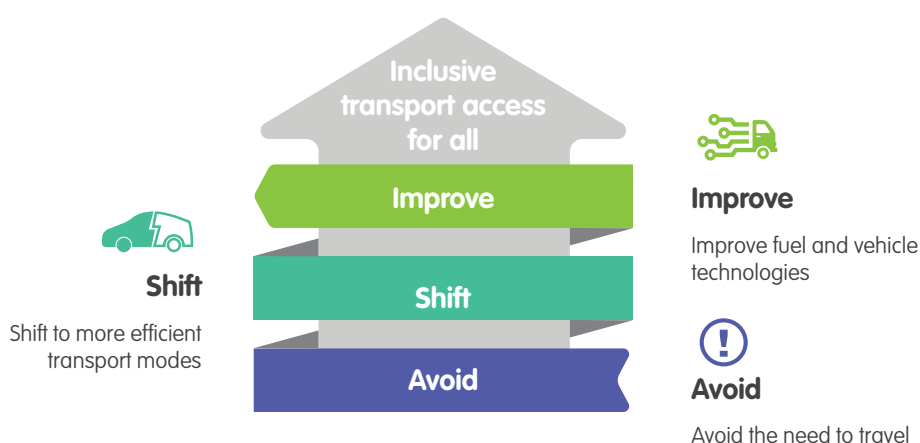 Inclusive
transport access
for all
Improve
Shift
Avoid
Shift
Shift to more efficient
transport modes
Improve
Improve fuel and vehicle
technologies
Avoid
Avoid the need to travel